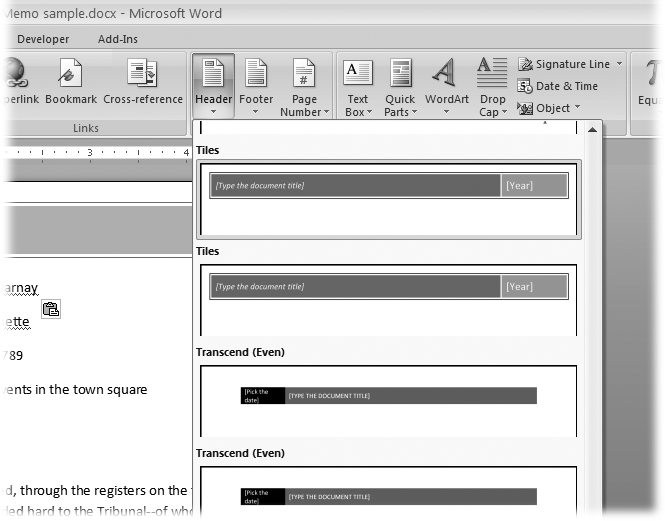 Memo sample.docx - Microsoft Word
Developer Add-Ins
Bookmark Cross-reference
Header Footer Page Number
Text Box Quick Parts WordArt Drop Cap
Signature Line
Date & Time
Object
Links
3 4
Tiles
[Type the document title] [Year]
Tiles
[Type the document title] [Year]
Transcend (Even)
[Pick the date] [TYPE THE DOCUMENT TITLE]
Transcend (Even)
[Pick the date] [TYPE THE DOCUMENT TITLE]
arnay
ette
789
ents in the town square
d, through the registers on the
ed hard to the Tribunal--of who